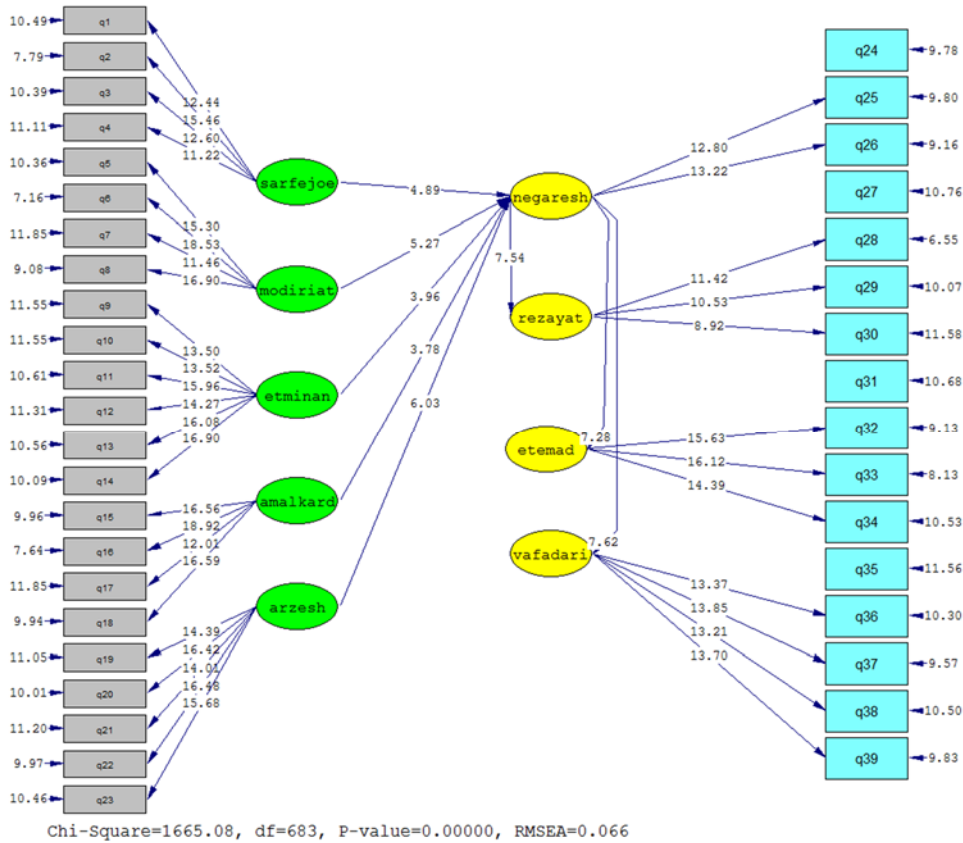 10.49 q1
7.79 q2
10.39 q3
11.11 q4
10.36 q5
7.16 q6
11.85 q7
9.08 q8
11.55 q9
11.55 q10
10.61 q11
11.31 q12
10.56 q13
10.09 q14
9.96 q15
7.64 q16
11.85 q17
9.94 q18
11.05 q19
10.01 q20
11.20 q21
9.97 q22
10.46 q23
12.44
15.46
12.60
11.22
15.30
18.53
11.46
16.90
13.50
13.52
15.96
14.27
16.08
16.90
16.56
18.92
12.01
16.59
14.39
16.42
14.01
16.48
15.68
sarfejoe
modiriat
etminan
amalkard
arzesh
4.89
5.27
3.96
3.78
6.03
negaresh
7.54
rezayat
etemad
7.28
vafadari
7.62
12.80
13.22
11.42
10.53
8.92
15.63
16.12
14.39
13.37
13.85
13.21
13.70
q24 9.78
q25 9.80
q26 9.16
q27 10.76
q28 6.55
q29 10.07
q30 11.58
q31 10.68
q32 9.13
q33 8.13
q34 10.53
q35 11.56
q36 10.30
q37 9.57
q38 10.50
q39 9.83
Chi-Square=1665.08, df=683, P-value=0.00000, RMSEA=0.066